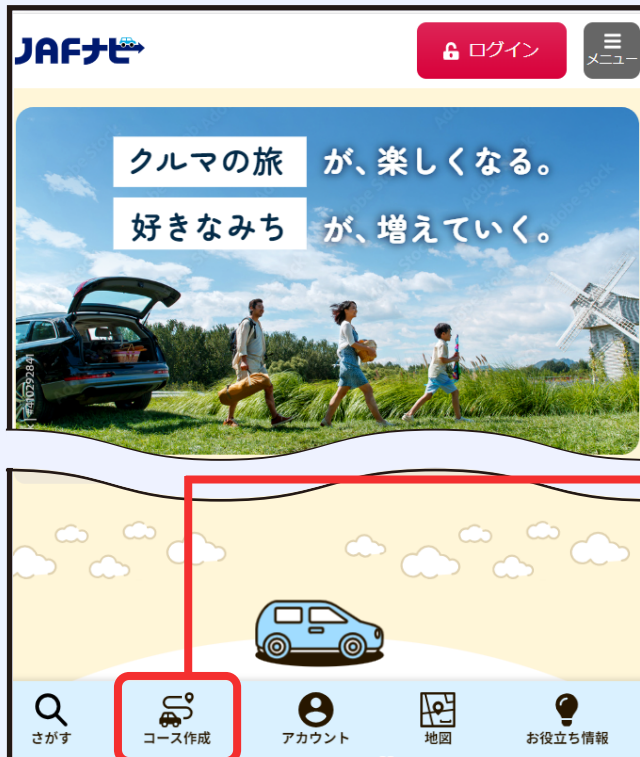 JAFナビ
ログイン
メニュー
クルマの旅 が、楽しくなる。
好きなみち が、増えていく。
#410292841
さがす
コース作成
アカウント
地図
お役立ち情報